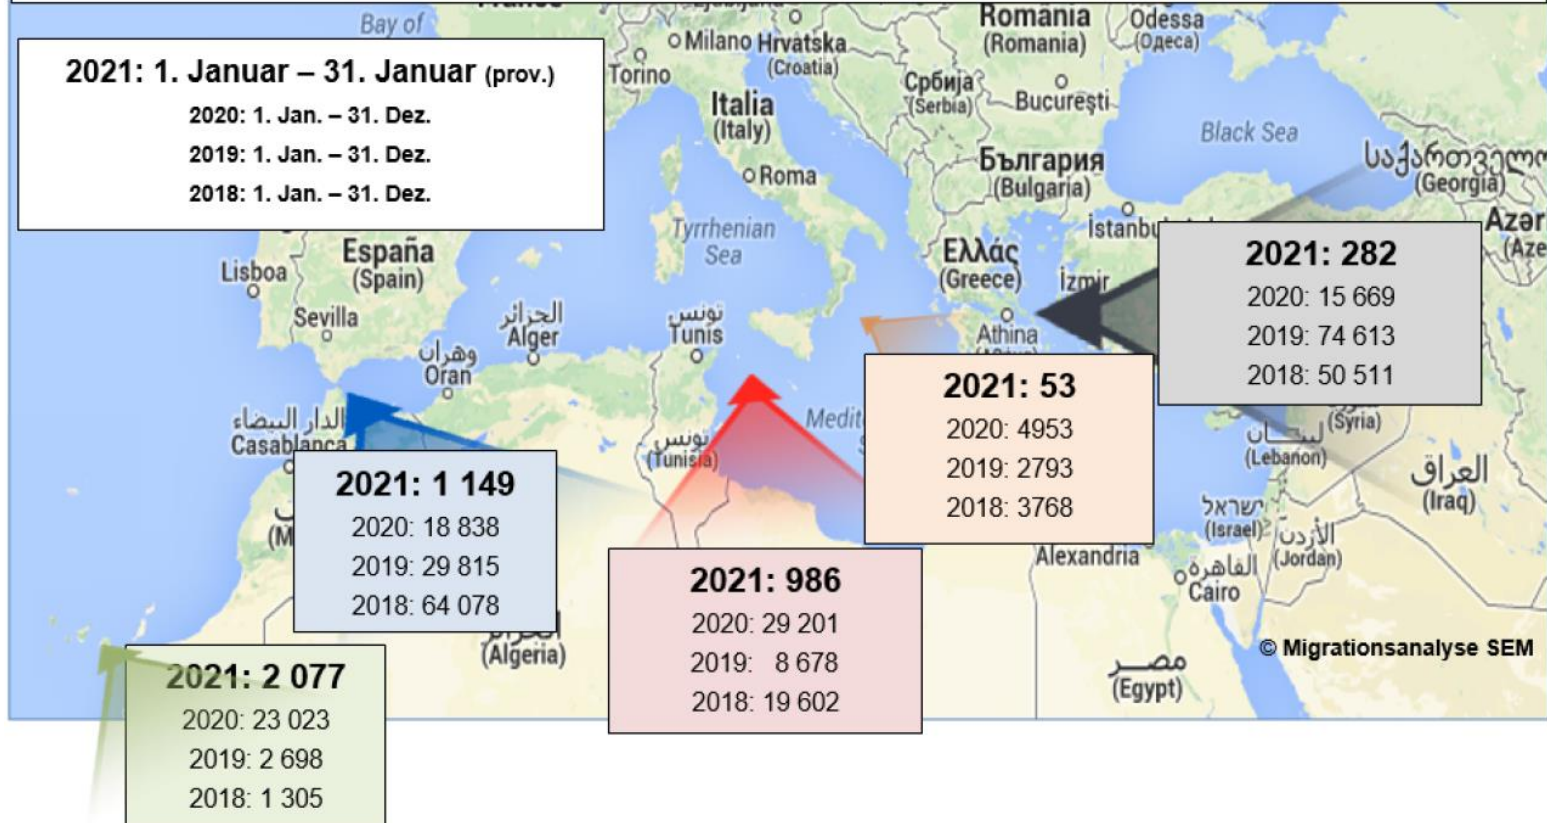 Bay of
2021: 1. Januar – 31. Januar (prov.)
2020: 1. Jan. – 31. Dez.
2019: 1. Jan. – 31. Dez.
2018: 1. Jan. – 31. Dez.
Milano
Torino
Hrvatska
(Croatia)
România
(Romania)
Odessa
(Одеса)
Србија
(Serbia)
București
Italia
(Italy)
Roma
България
(Bulgaria)
Black Sea
საქართველო
(Georgia)
Azər
(Aze
Tyrrhenian
Sea
España
(Spain)
Lisboa
Sevilla
الجزائر
Alger
وهران
Oran
تونس
Tunis
Ελλάς
(Greece)
Athina
İstanbu
İzmir
2021: 282
2020: 15 669
2019: 74 613
2018: 50 511
2021: 53
2020: 4953
2019: 2793
2018: 3768
الدار البيضاء
Casablanca
تونس
(Tunisia)
Medit
(Syria)
(Lebanon)
العراق
(Iraq)
ישראל
(Israel)
الأردن
(Jordan)
2021: 1 149
2020: 18 838
2019: 29 815
2018: 64 078
(M
2021: 986
2020: 29 201
2019: 8 678
2018: 19 602
Alexandria
القاهرة
Cairo
(Algeria)
مصر
(Egypt)
© Migrationsanalyse SEM
2021: 2 077
2020: 23 023
2019: 2 698
2018: 1 305